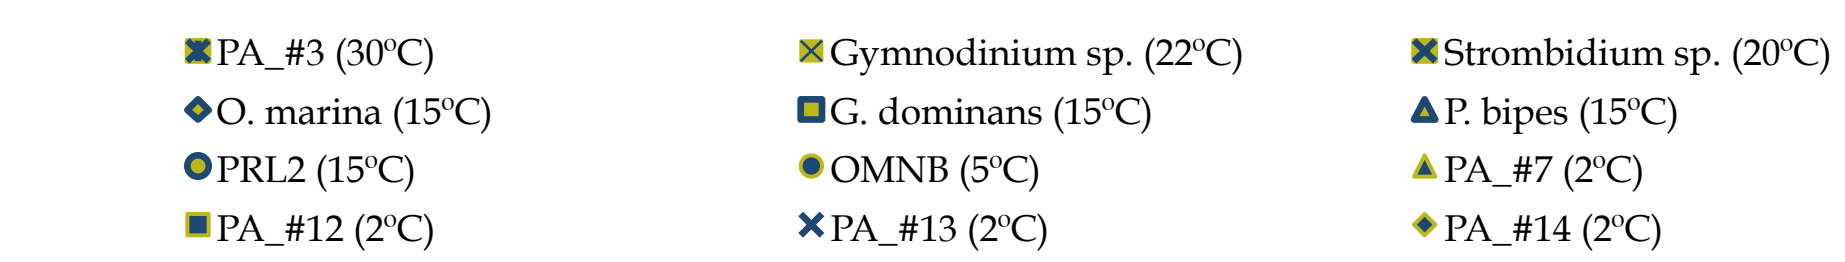 PA_#3 (30ºC) Gymnodinium sp. (22ºC) Strombidium sp. (20ºC)
O. marina (15ºC) G. dominans (15ºC) P. bipes (15ºC)
PRL2 (15ºC) OMNB (5ºC) PA_#7 (2ºC)
PA_#12 (2ºC) PA_#13 (2ºC) PA_#14 (2ºC)